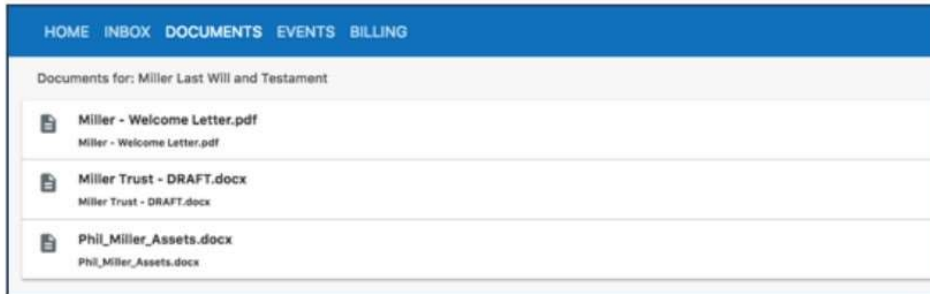 HOME INBOX DOCUMENTS EVENTS BILLING
Documents for: Miller Last Will and Testament
Miller - Welcome Letter.pdf
Miller - Welcome Letter.pdf
Miller Trust - DRAFT.docx
Miller Trust - DRAFT.docx
Phil_Miller_Assets.docx
Phil_Miller_Assets.docx